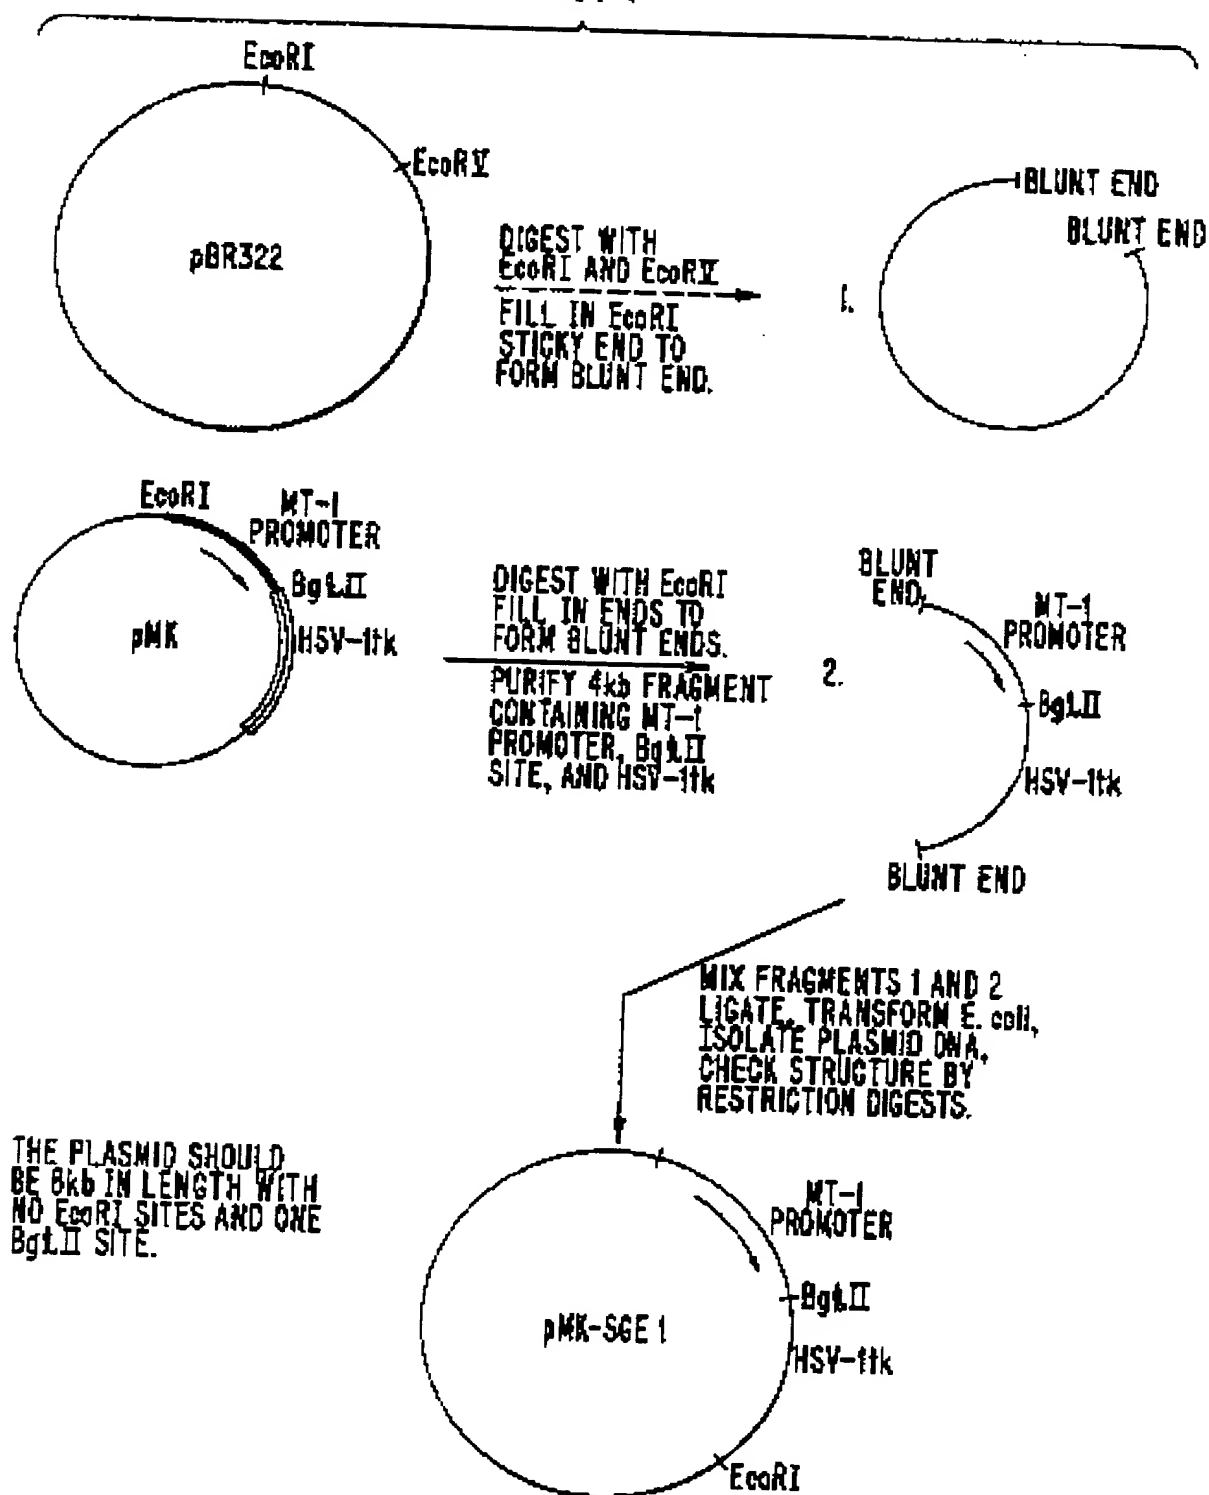 EcoRI
EcoRV
pBR322
DIGEST WITH
EcoRI AND EcoRV
FILL IN EcoRI
STICKY END TO
FORM BLUNT END.
1.
BLUNT END
BLUNT END
EcoRI
MT-1
PROMOTER
BglII
pMK
HSV-1tk
DIGEST WITH EcoRI
FILL IN ENDS TO
FORM BLUNT ENDS.
PURIFY 4kb FRAGMENT
CONTAINING MT-1
PROMOTER, BglII
SITE, AND HSV-1tk
2.
BLUNT
END
MT-1
PROMOTER
BglII
HSV-1tk
BLUNT END
MIX FRAGMENTS 1 AND 2
LIGATE, TRANSFORM E. coli,
ISOLATE PLASMID DNA,
CHECK STRUCTURE BY
RESTRICTION DIGESTS.
THE PLASMID SHOULD
BE 8kb IN LENGTH WITH
NO EcoRI SITES AND ONE
BglII SITE.
MT-1
PROMOTER
BglII
pMK-SGE 1
HSV-1tk
EcoRI